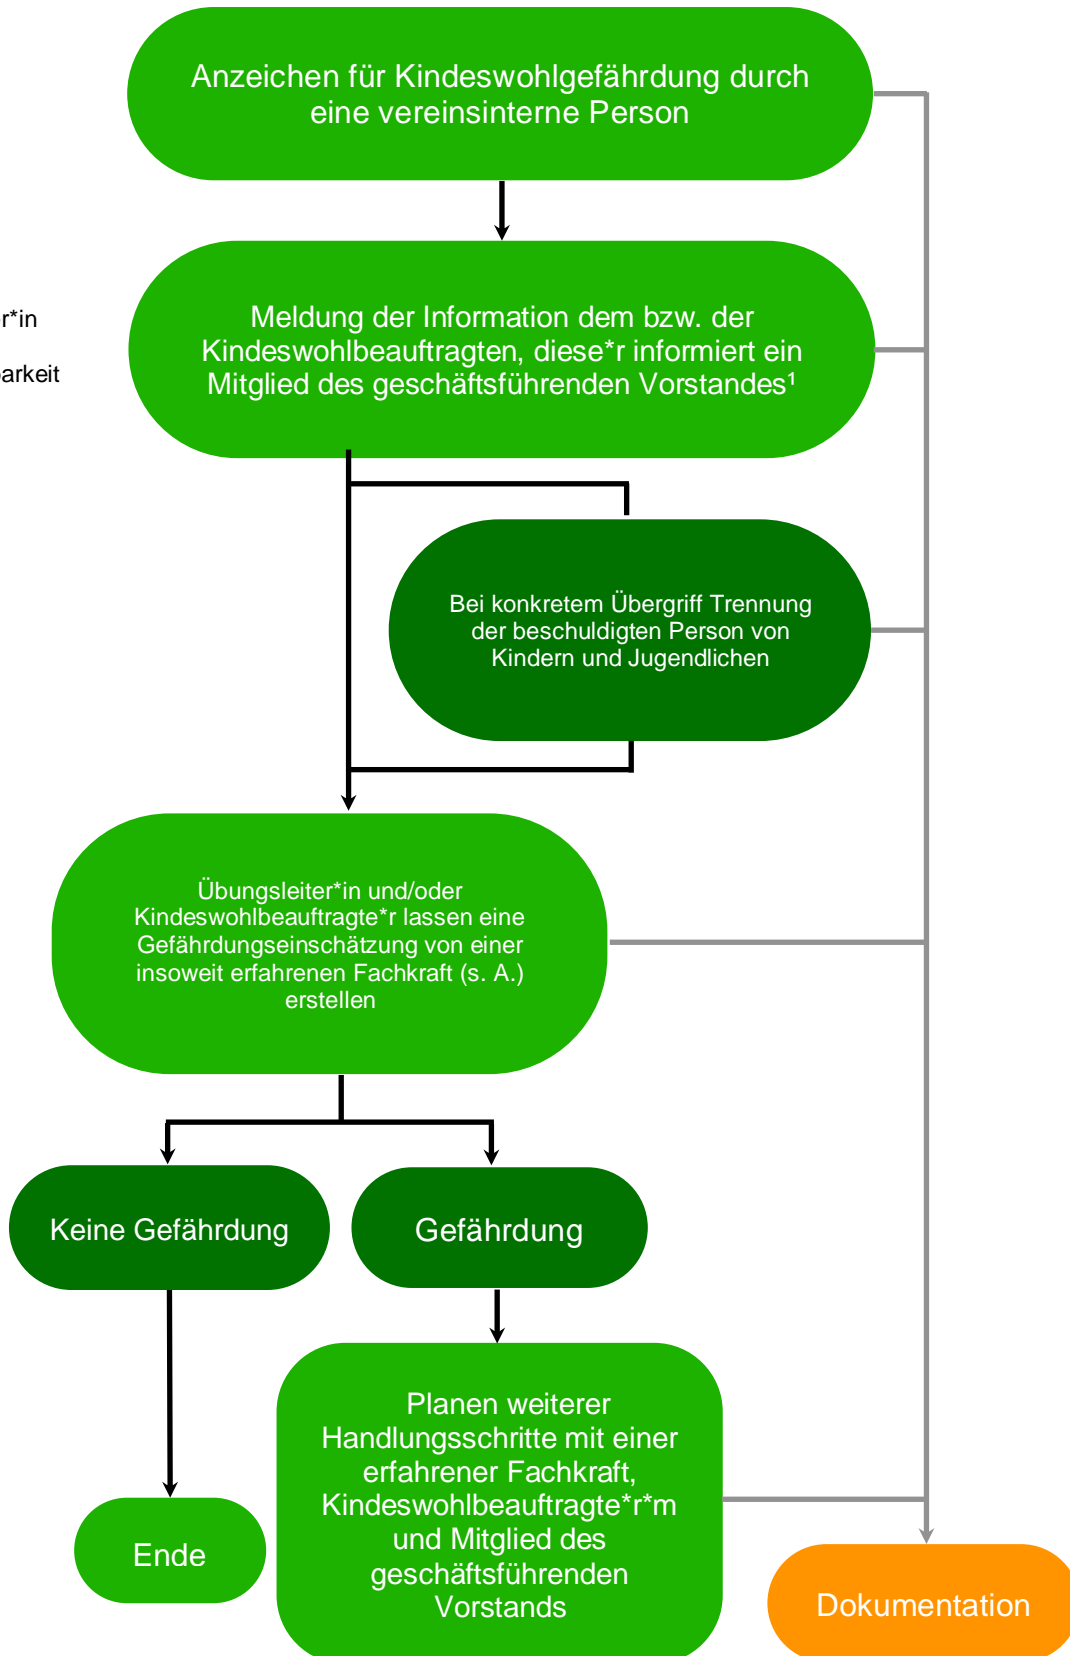 Anzeichen für Kindeswohlgefährdung durch
eine vereinsinterne Person
r*in
arkeit
Meldung der Information dem bzw. der
Kindeswohlbeauftragten, diese*r informiert ein
Mitglied des geschäftsführenden Vorstandes¹
Bei konkretem Übergriff Trennung
der beschuldigten Person von
Kindern und Jugendlichen
Übungsleiter*in und/oder
Kindeswohlbeauftragte*r lassen eine
Gefährdungseinschätzung von einer
insoweit erfahrenen Fachkraft (s. A.)
erstellen
Keine Gefährdung
Gefährdung
Planen weiterer
Handlungsschritte mit einer
erfahrener Fachkraft,
Kindeswohlbeauftragte*r*m
und Mitglied des
geschäftsführenden
Vorstands
Ende
Dokumentation